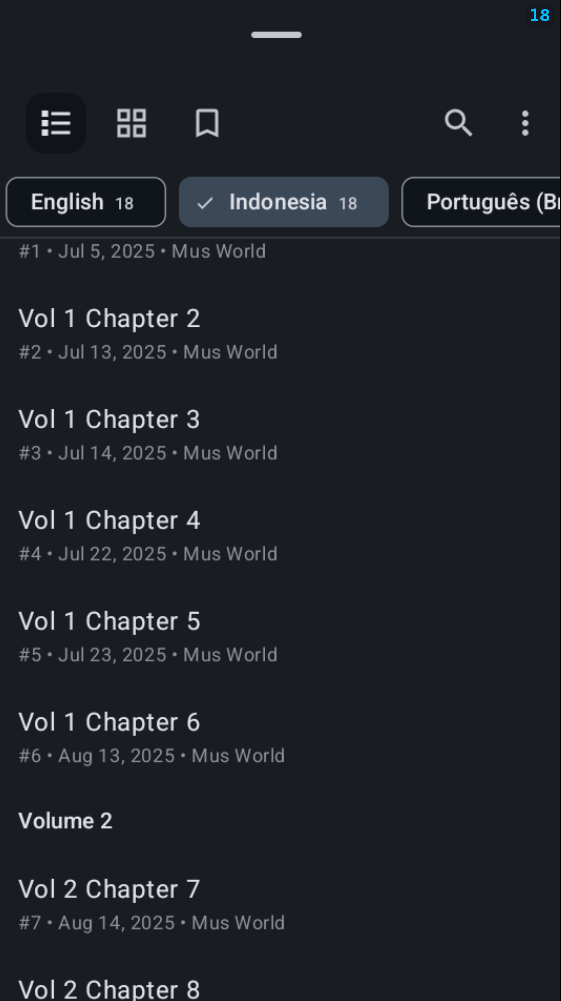 18
English 18
Indonesia 18
Português (Br
#1 • Jul 5, 2025 • Mus World
Vol 1 Chapter 2
#2 • Jul 13, 2025 • Mus World
Vol 1 Chapter 3
#3 • Jul 14, 2025 • Mus World
Vol 1 Chapter 4
#4 • Jul 22, 2025 • Mus World
Vol 1 Chapter 5
#5 • Jul 23, 2025 • Mus World
Vol 1 Chapter 6
#6 • Aug 13, 2025 • Mus World
Volume 2
Vol 2 Chapter 7
#7 • Aug 14, 2025 • Mus World
Vol 2 Chapter 8